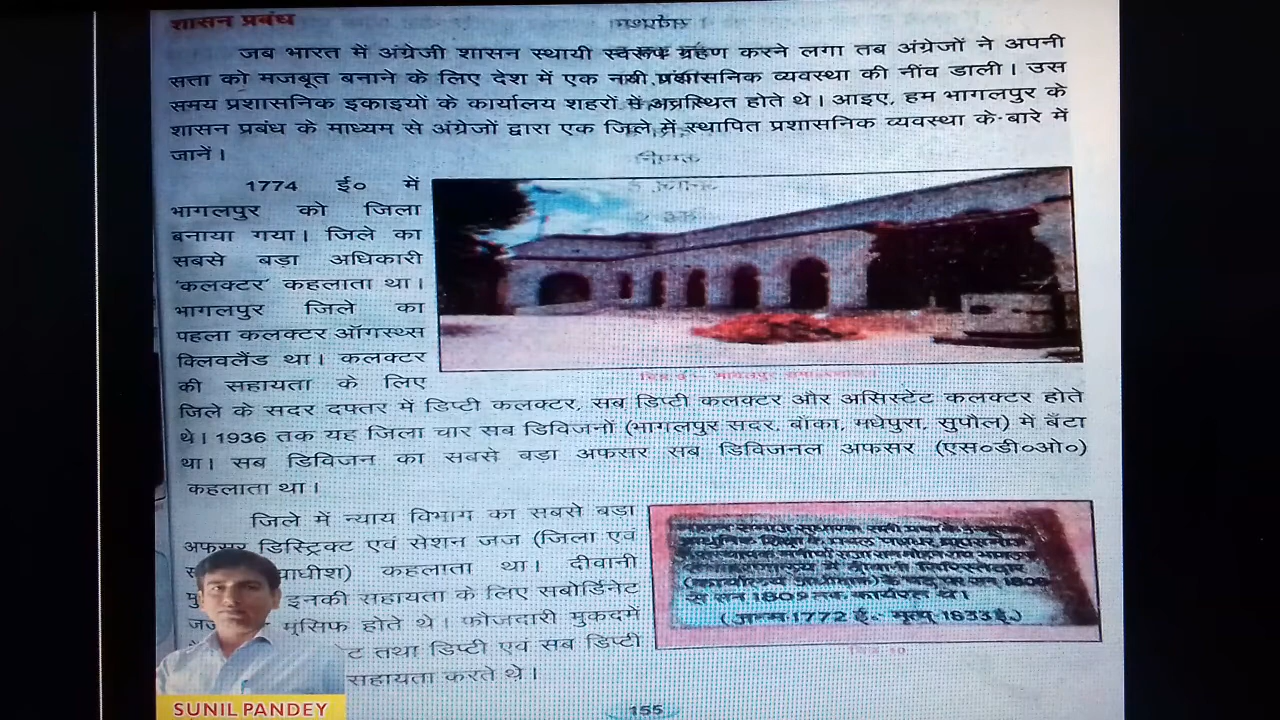 शासन प्रबंध
जब भारत में अंग्रेजी शासन स्थायी स्वरूप ग्रहण करने लगा तब अंग्रेजों ने अपनी
सत्ता को मजबूत बनाने के लिए देश में एक नयी प्रशासनिक व्यवस्था की नींव डाली। उस
समय प्रशासनिक इकाइयों के कार्यालय शहरों में अवस्थित होते थे। आइए, हम भागलपुर के
शासन प्रबंध के माध्यम से अंग्रेजों द्वारा एक जिले में स्थापित प्रशासनिक व्यवस्था के बारे में
जानें।
1774 ई० में
भागलपुर को जिला
बनाया गया। जिले का
सबसे बड़ा अधिकारी
'कलक्टर' कहलाता था।
भागलपुर जिले का
पहला कलक्टर ऑगस्थ्स
क्लिवलैंड था। कलक्टर
की सहायता के लिए
जिले के सदर दफ्तर में डिप्टी कलक्टर, सब डिप्टी कलक्टर और असिस्टेंट कलक्टर होते
थे। 1936 तक यह जिला चार सब डिविजनों (भागलपुर सदर, बाँका, मधेपुरा, सुपौल) में बँटा
था। सब डिविजन का सबसे बड़ा अफसर सब डिविजनल अफसर (एस०डी०ओ०)
कहलाता था।
जिले में न्याय विभाग का सबसे बड़ा
अफसर डिस्ट्रिक्ट एवं सेशन जज (जिला एवं
कहलाता था। दीवानी
इनकी सहायता के लिए सबोर्डिनेट
मुंसिफ होते थे। फौजदारी मुकदमें
तथा डिप्टी एवं सब डिप्टी
सहायता करते थे।
से सन 1809 तक कार्यरत थे।
(जन्म 1772 ई. मृत्यु 1833 ई.)
SUNIL PANDEY
155